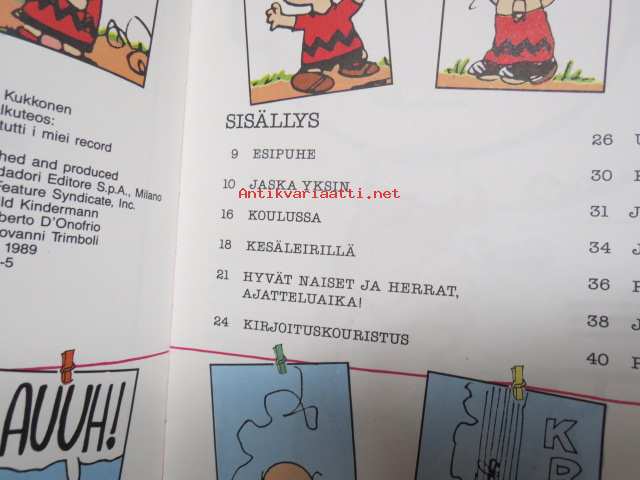 Kukkonen
lkuteos:
tutti i miei record
hed and produced
dadori Editore S.p.A., Milano
Feature Syndicate, Inc.
ld Kindermann
berto D'Onofrio
ovanni Trimboli
1989
-5
AUUH!
SISÄLLYS
9 ESIPUHE
10 JASKA YKSIN
Antikvariaatti.net
16 KOULUSSA
18 KESÄLEIRILLÄ
21 HYVÄT NAISET JA HERRAT,
AJATTELUAIKA!
24 KIRJOITUSKOURISTUS
26
30
31 J
34 J
36
38 J
40
K